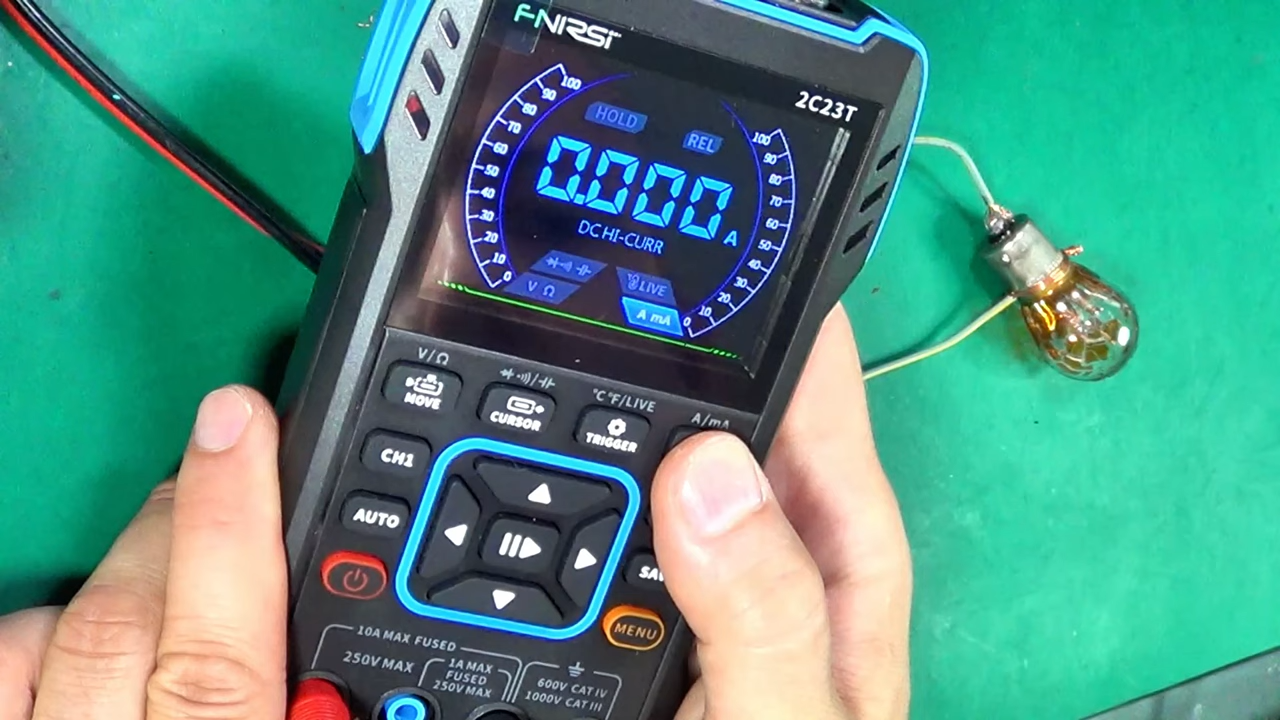 FNIRSI
2C23T
100
90
80
70
60
50
40
30
20
10
0
HOLD
REL
0.000 A
DC HI-CURR
V Ω
LIVE
A mA
100
90
80
70
60
50
40
30
20
10
0
V/Ω
MOVE
CURSOR
°C°F/LIVE
TRIGGER
A/mA
CH1
AUTO
SAV
MENU
10A MAX FUSED
250V MAX
1A MAX
FUSED
250V MAX
600V CAT IV
1000V CAT III